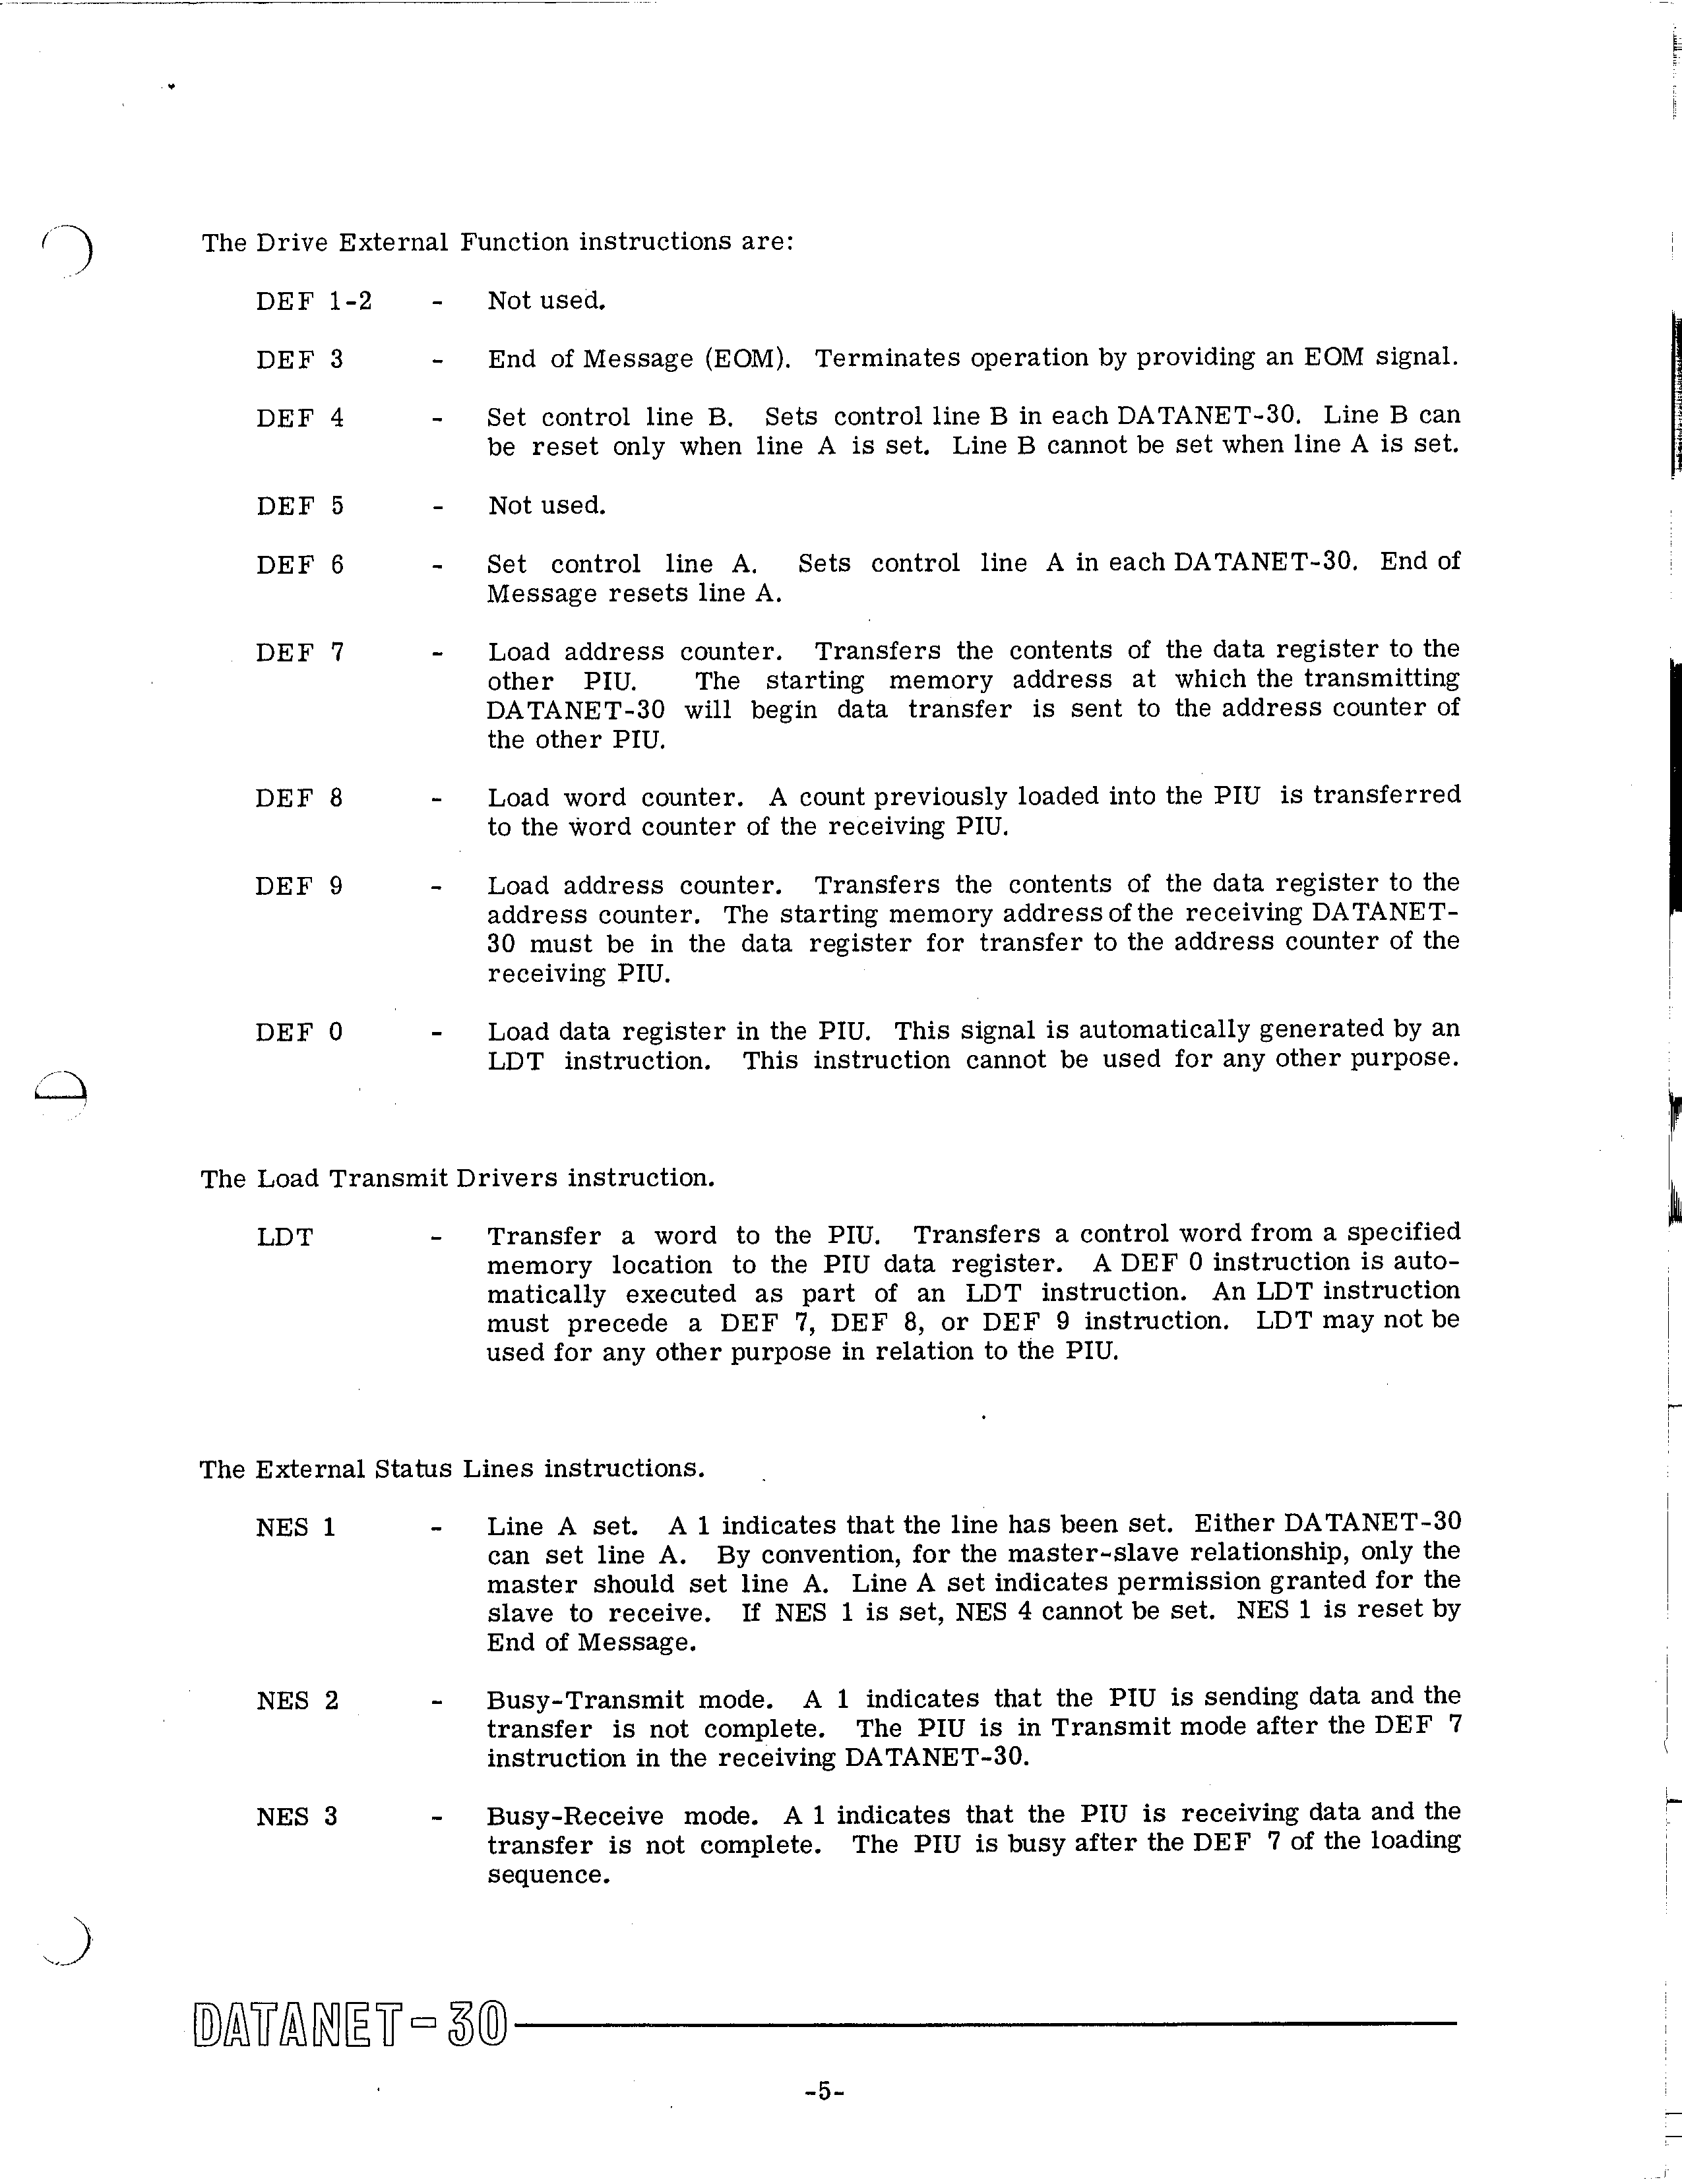 The Drive External Function instructions are:
DEF 1-2 - Not used.
DEF 3 - End of Message (EOM). Terminates operation by providing an EOM signal.
DEF 4 - Set control line B. Sets control line B in each DATANET-30. Line B can
be reset only when line A is set. Line B cannot be set when line A is set.
DEF 5 - Not used.
DEF 6 - Set control line A. Sets control line A in each DATANET-30. End of
Message resets line A.
DEF 7 - Load address counter. Transfers the contents of the data register to the
other PIU. The starting memory address at which the transmitting
DATANET-30 will begin data transfer is sent to the address counter of
the other PIU.
DEF 8 - Load word counter. A count previously loaded into the PIU is transferred
to the word counter of the receiving PIU.
DEF 9 - Load address counter. Transfers the contents of the data register to the
address counter. The starting memory address of the receiving DATANET-
30 must be in the data register for transfer to the address counter of the
receiving PIU.
DEF 0 - Load data register in the PIU. This signal is automatically generated by an
LDT instruction. This instruction cannot be used for any other purpose.
The Load Transmit Drivers instruction.
LDT - Transfer a word to the PIU. Transfers a control word from a specified
memory location to the PIU data register. A DEF 0 instruction is auto-
matically executed as part of an LDT instruction. An LDT instruction
must precede a DEF 7, DEF 8, or DEF 9 instruction. LDT may not be
used for any other purpose in relation to the PIU.
The External Status Lines instructions.
NES 1 - Line A set. A 1 indicates that the line has been set. Either DATANET-30
can set line A. By convention, for the master-slave relationship, only the
master should set line A. Line A set indicates permission granted for the
slave to receive. If NES 1 is set, NES 4 cannot be set. NES 1 is reset by
End of Message.
NES 2 - Busy-Transmit mode. A 1 indicates that the PIU is sending data and the
transfer is not complete. The PIU is in Transmit mode after the DEF 7
instruction in the receiving DATANET-30.
NES 3 - Busy-Receive mode. A 1 indicates that the PIU is receiving data and the
transfer is not complete. The PIU is busy after the DEF 7 of the loading
sequence.
DATANET-30
-5-